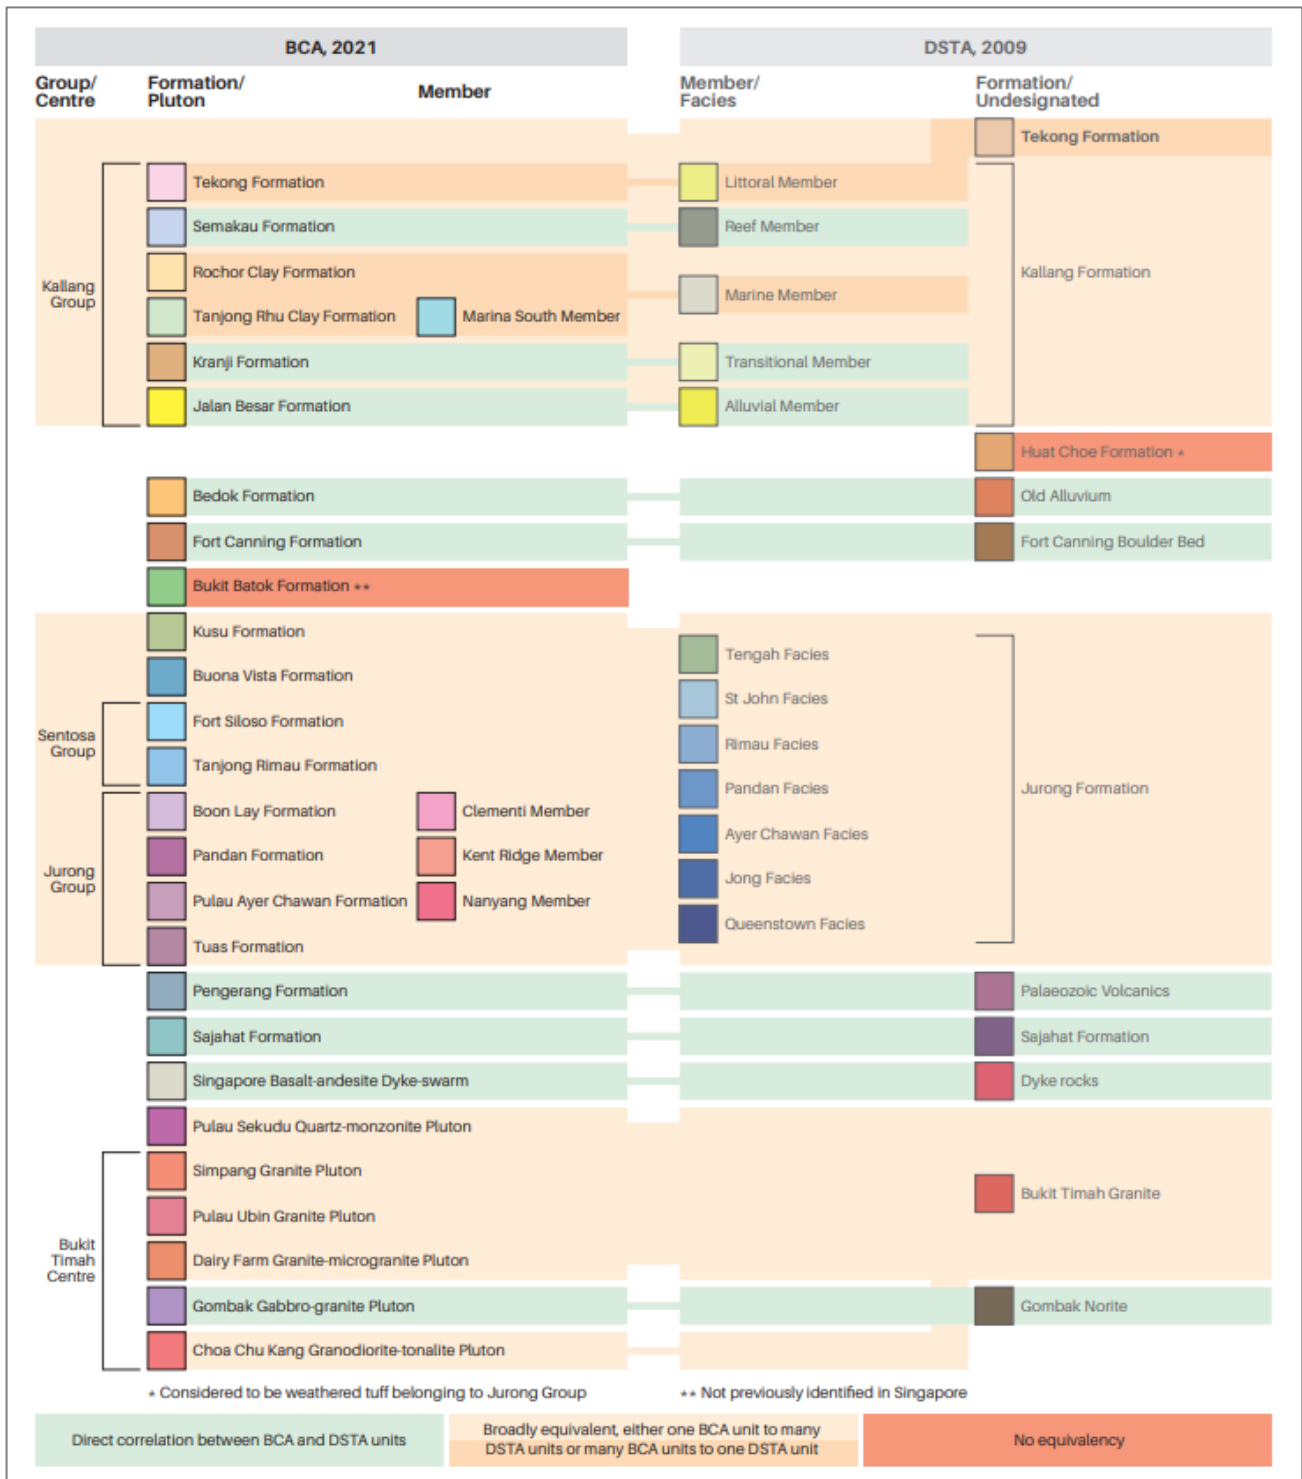 BCA, 2021
DSTA, 2009
Group/
Centre
Formation/
Pluton
Member
Member/
Facies
Formation/
Undesignated
Tekong Formation
Tekong Formation
Littoral Member
Semakau Formation
Reef Member
Kallang
Group
Rochor Clay Formation
Kallang Formation
Marine Member
Tanjong Rhu Clay Formation
Marina South Member
Kranji Formation
Transitional Member
Jalan Besar Formation
Alluvial Member
Huat Choe Formation *
Bedok Formation
Old Alluvium
Fort Canning Formation
Fort Canning Boulder Bed
Bukit Batok Formation **
Kusu Formation
Tengah Facies
Buona Vista Formation
St John Facies
Sentosa
Group
Fort Siloso Formation
Rimau Facies
Tanjong Rimau Formation
Pandan Facies
Jurong Formation
Boon Lay Formation
Clementi Member
Ayer Chawan Facies
Jurong
Group
Pandan Formation
Kent Ridge Member
Jong Facies
Pulau Ayer Chawan Formation
Nanyang Member
Queenstown Facies
Tuas Formation
Pengerang Formation
Palaeozoic Volcanics
Sajahat Formation
Sajahat Formation
Singapore Basalt-andesite Dyke-swarm
Dyke rocks
Pulau Sekudu Quartz-monzonite Pluton
Simpang Granite Pluton
Bukit Timah Granite
Pulau Ubin Granite Pluton
Bukit
Timah
Centre
Dairy Farm Granite-microgranite Pluton
Gombak Gabbro-granite Pluton
Gombak Norite
Choa Chu Kang Granodiorite-tonalite Pluton
* Considered to be weathered tuff belonging to Jurong Group
** Not previously identified in Singapore
Direct correlation between BCA and DSTA units
Broadly equivalent, either one BCA unit to many
DSTA units or many BCA units to one DSTA unit
No equivalency